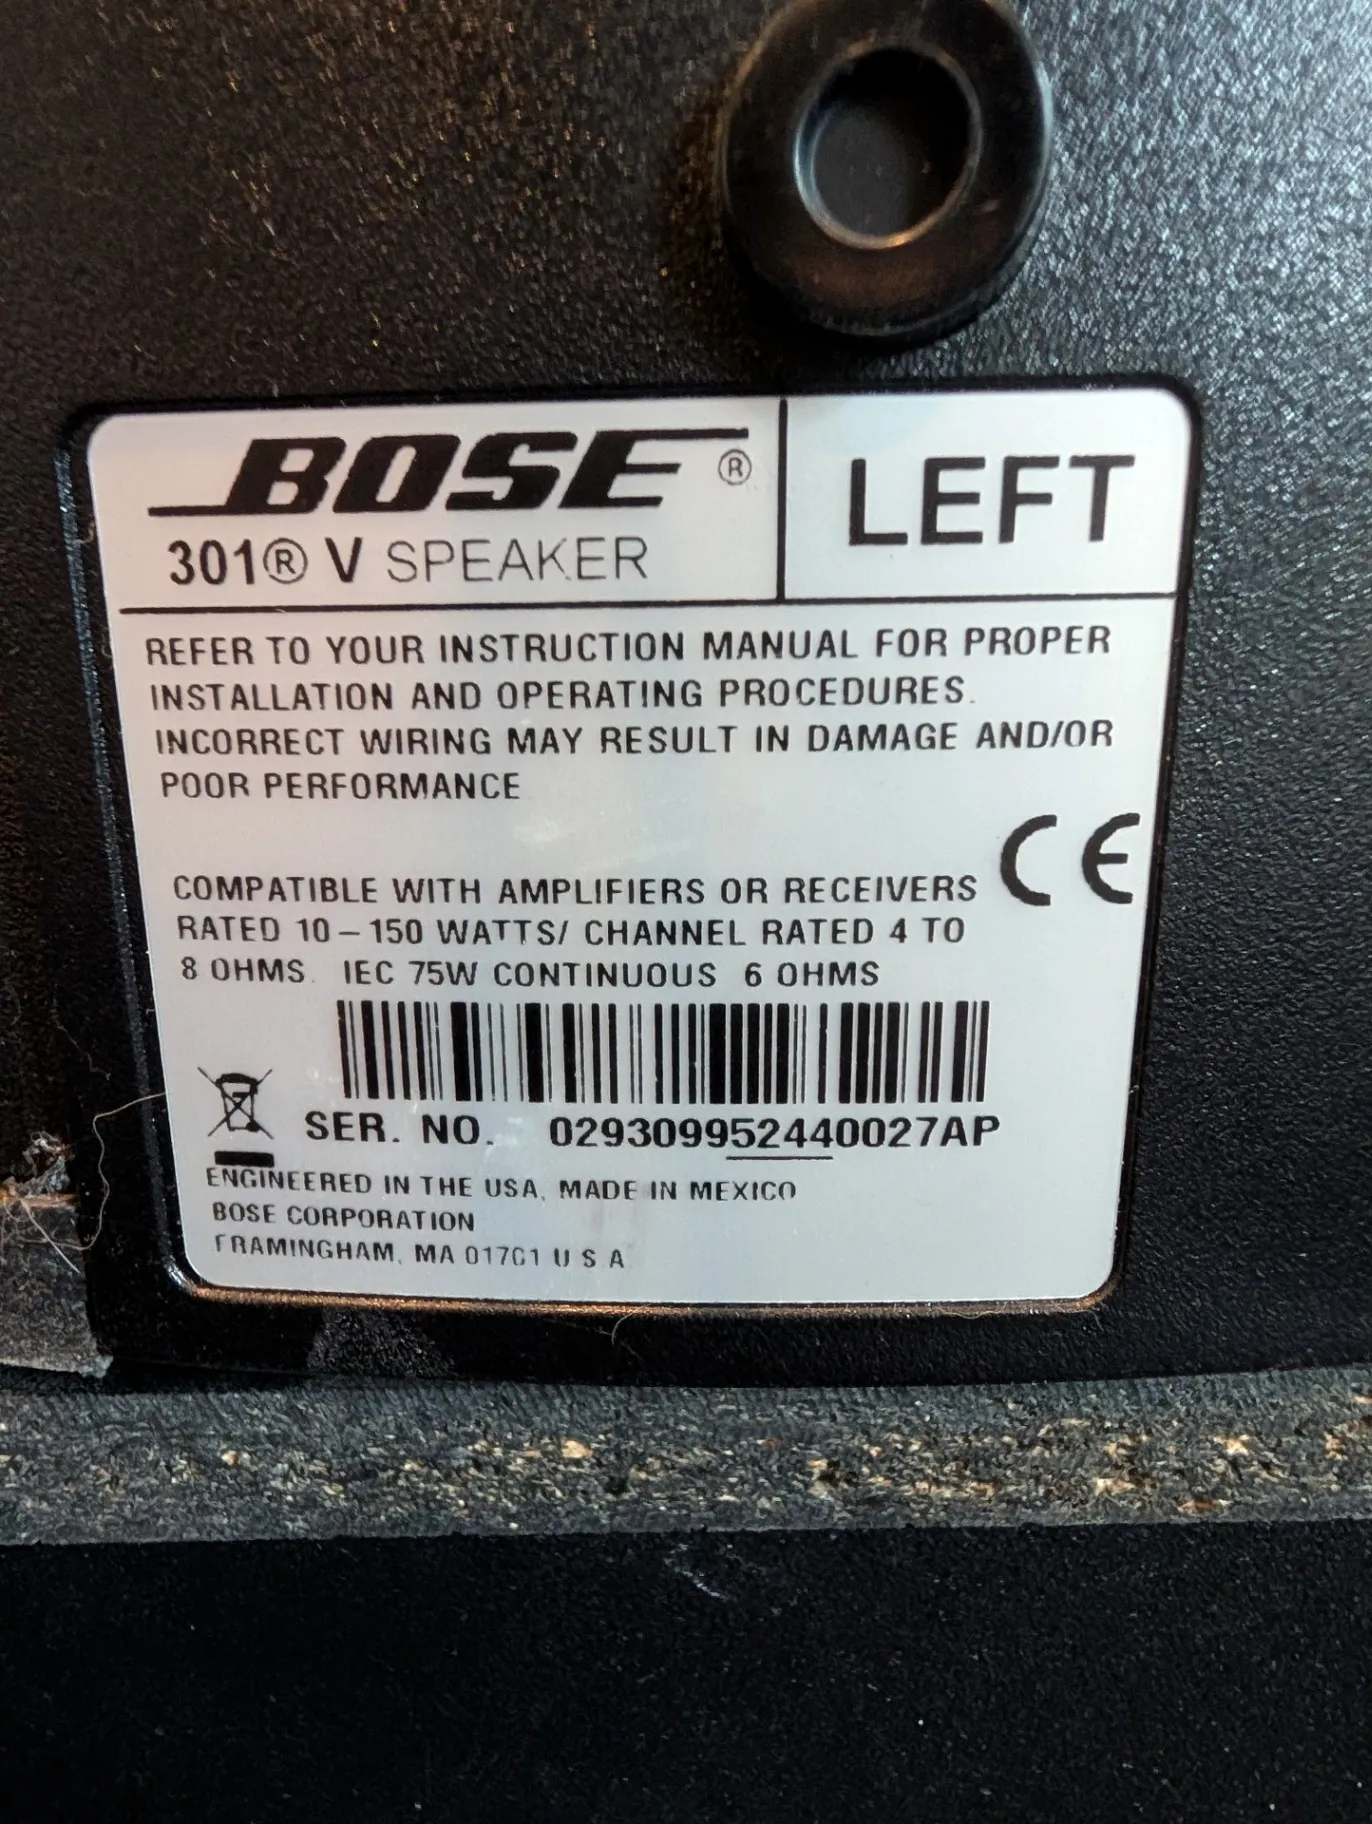 BOSE®
LEFT
301® V SPEAKER
REFER TO YOUR INSTRUCTION MANUAL FOR PROPER
INSTALLATION AND OPERATING PROCEDURES.
INCORRECT WIRING MAY RESULT IN DAMAGE AND/OR
POOR PERFORMANCE
CE
COMPATIBLE WITH AMPLIFIERS OR RECEIVERS
RATED 10 – 150 WATTS/ CHANNEL RATED 4 TO
8 OHMS. IEC 75W CONTINUOUS 6 OHMS
SER. NO. 029309952440027AP
ENGINEERED IN THE USA, MADE IN MEXICO
BOSE CORPORATION
FRAMINGHAM, MA 01701 U S A